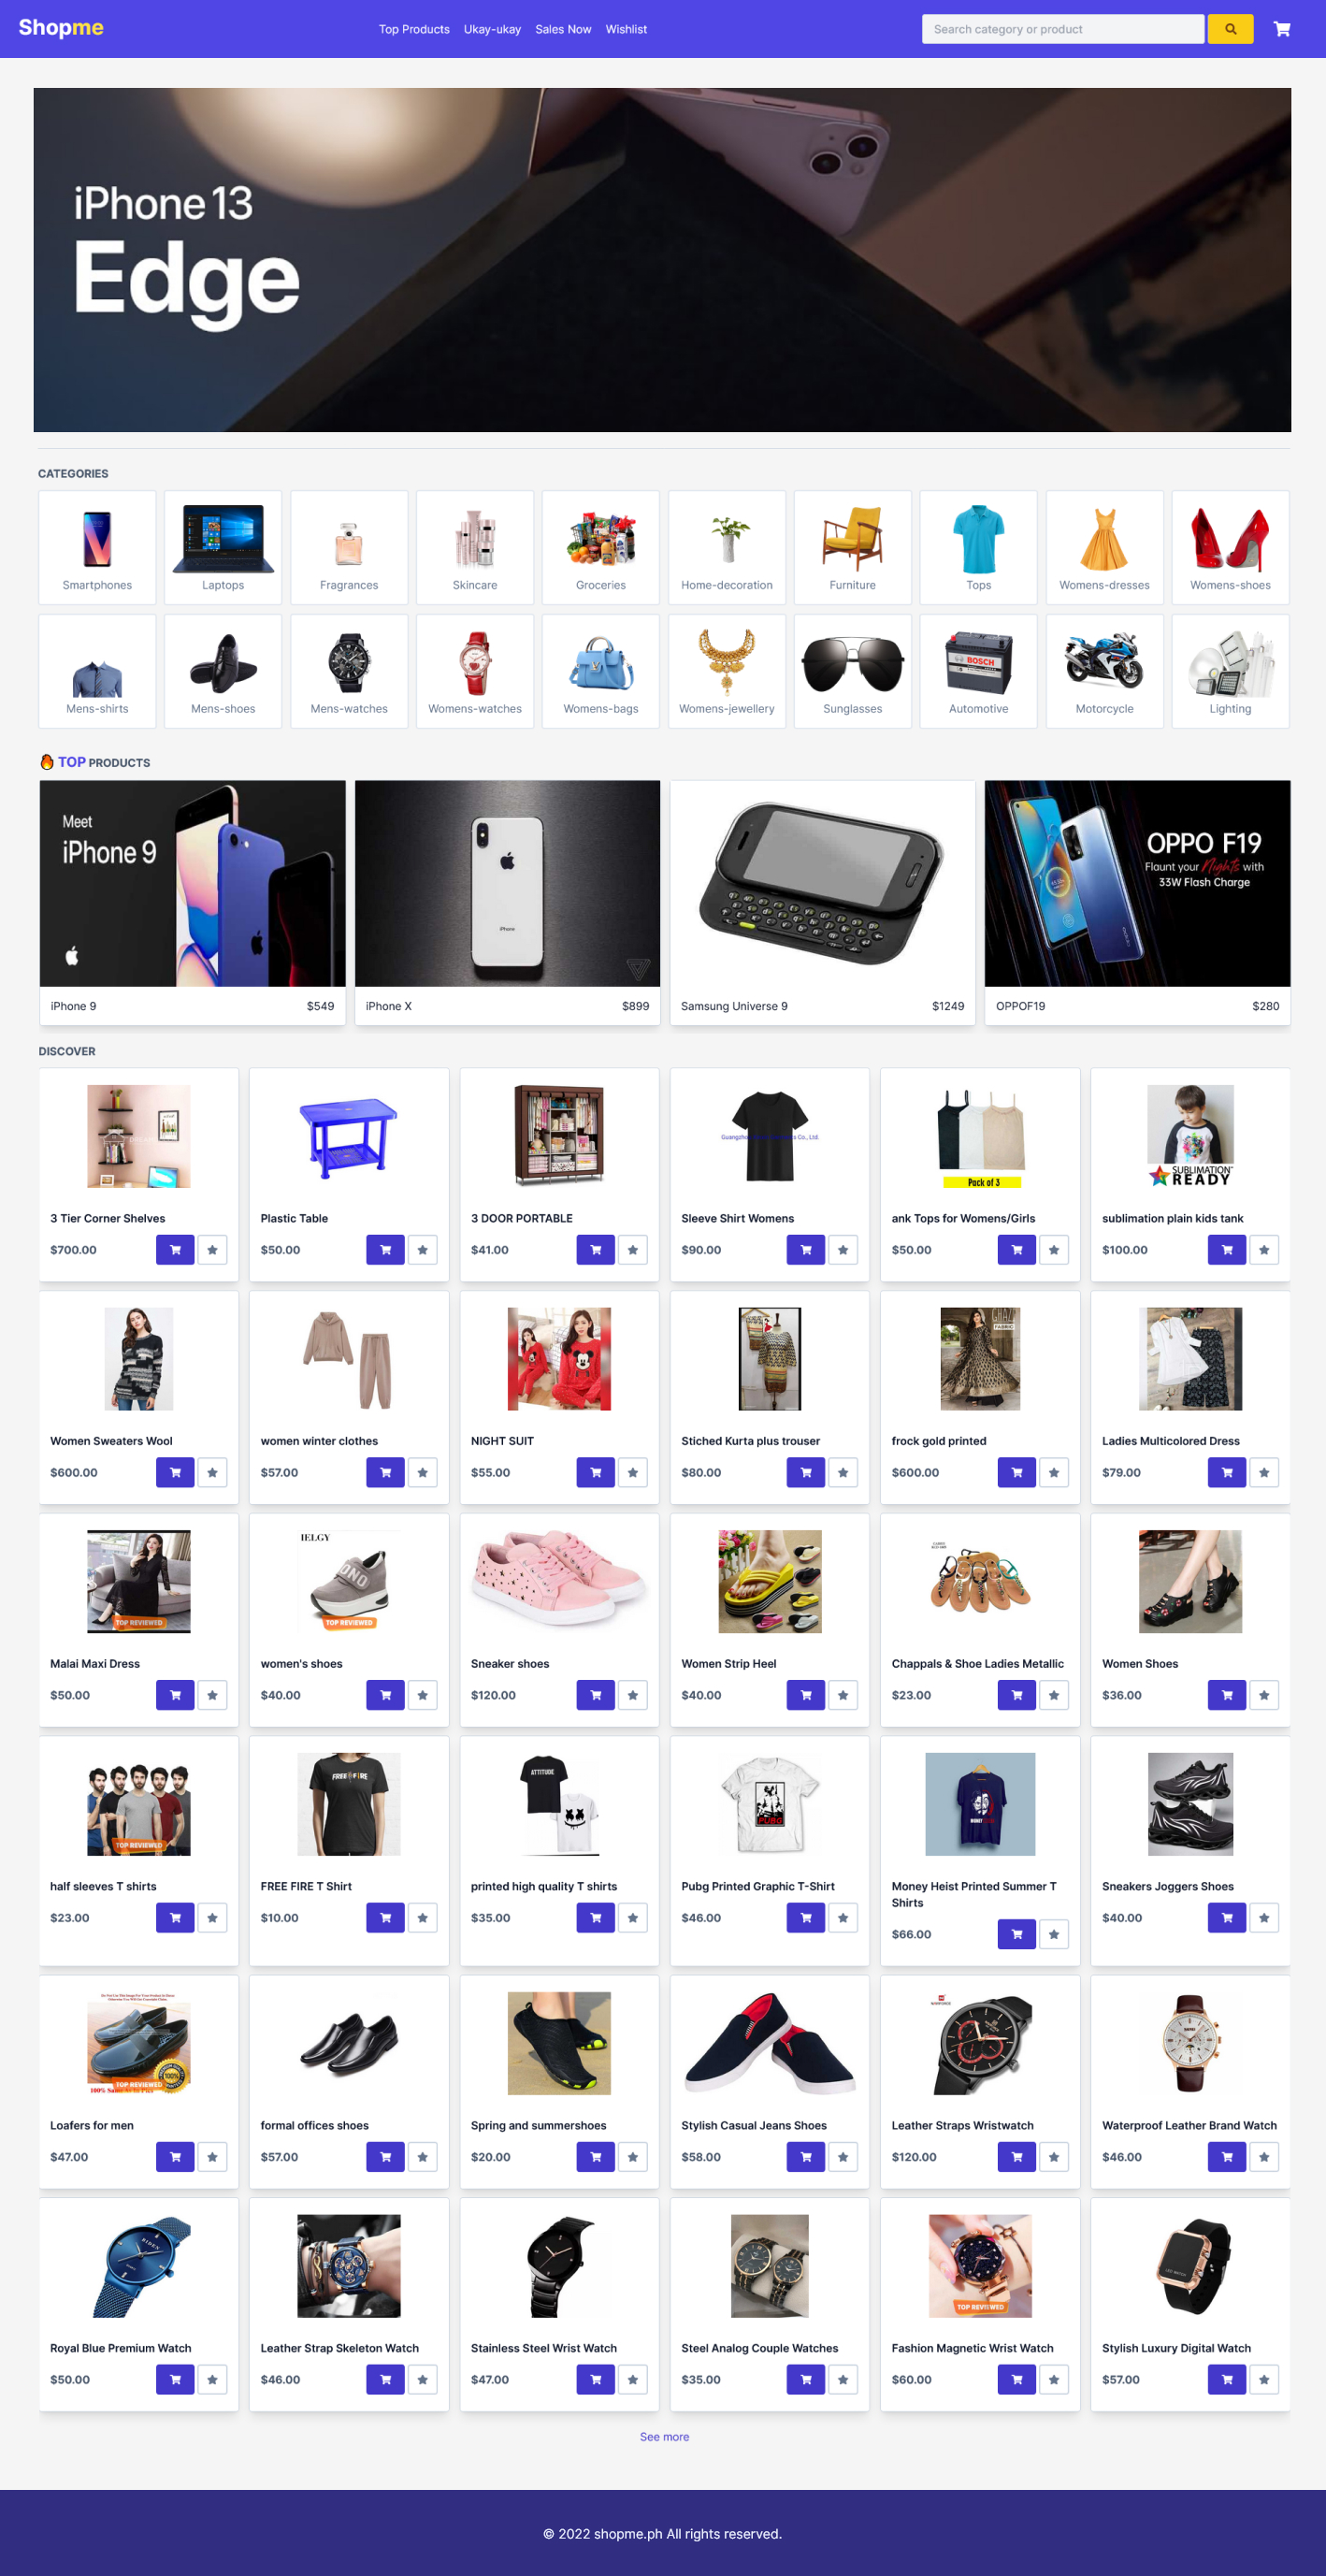 Shopme
Top Products Ukay-ukay Sales Now Wishlist
Search category or product
iPhone 13
Edge
CATEGORIES
Smartphones Laptops Fragrances Skincare Groceries Home-decoration Furniture Tops Womens-dresses Womens-shoes
BOSCH
Mens-shirts Mens-shoes Mens-watches Womens-watches Womens-bags Womens-jewellery Sunglasses Automotive Motorcycle Lighting
TOP PRODUCTS
Meet
iPhone 9
iPhone
OPPO F19
Flaunt your Nights with
33W Flash Charge
iPhone 9 $549 iPhone X $899 Samsung Universe 9 $1249 OPPOF19 $280
DISCOVER
Pack of 3
SUBLIMATION
READY
3 Tier Corner Shelves Plastic Table 3 DOOR PORTABLE Sleeve Shirt Womens ank Tops for Womens/Girls sublimation plain kids tank
$700.00 $50.00 $41.00 $90.00 $50.00 $100.00
FABRIC
Women Sweaters Wool women winter clothes NIGHT SUIT Stiched Kurta plus trouser frock gold printed Ladies Multicolored Dress
$600.00 $57.00 $55.00 $80.00 $600.00 $79.00
IELGY
TOP REVIEWED
TOP REVIEWED
Malai Maxi Dress women's shoes Sneaker shoes Women Strip Heel Chappals & Shoe Ladies Metallic Women Shoes
$50.00 $40.00 $120.00 $40.00 $23.00 $36.00
TOP REVIEWED
FREE FIRE
ATTITUDE
PUBG
half sleeves T shirts FREE FIRE T Shirt printed high quality T shirts Pubg Printed Graphic T-Shirt Money Heist Printed Summer T Shirts Sneakers Joggers Shoes
$23.00 $10.00 $35.00 $46.00 $66.00 $40.00
TOP REVIEWED
Loafers for men formal offices shoes Spring and summershoes Stylish Casual Jeans Shoes Leather Straps Wristwatch Waterproof Leather Brand Watch
$47.00 $57.00 $20.00 $58.00 $120.00 $46.00
TOP REVIEWED
LED WATCH
Royal Blue Premium Watch Leather Strap Skeleton Watch Stainless Steel Wrist Watch Steel Analog Couple Watches Fashion Magnetic Wrist Watch Stylish Luxury Digital Watch
$50.00 $46.00 $47.00 $35.00 $60.00 $57.00
See more
© 2022 shopme.ph All rights reserved.